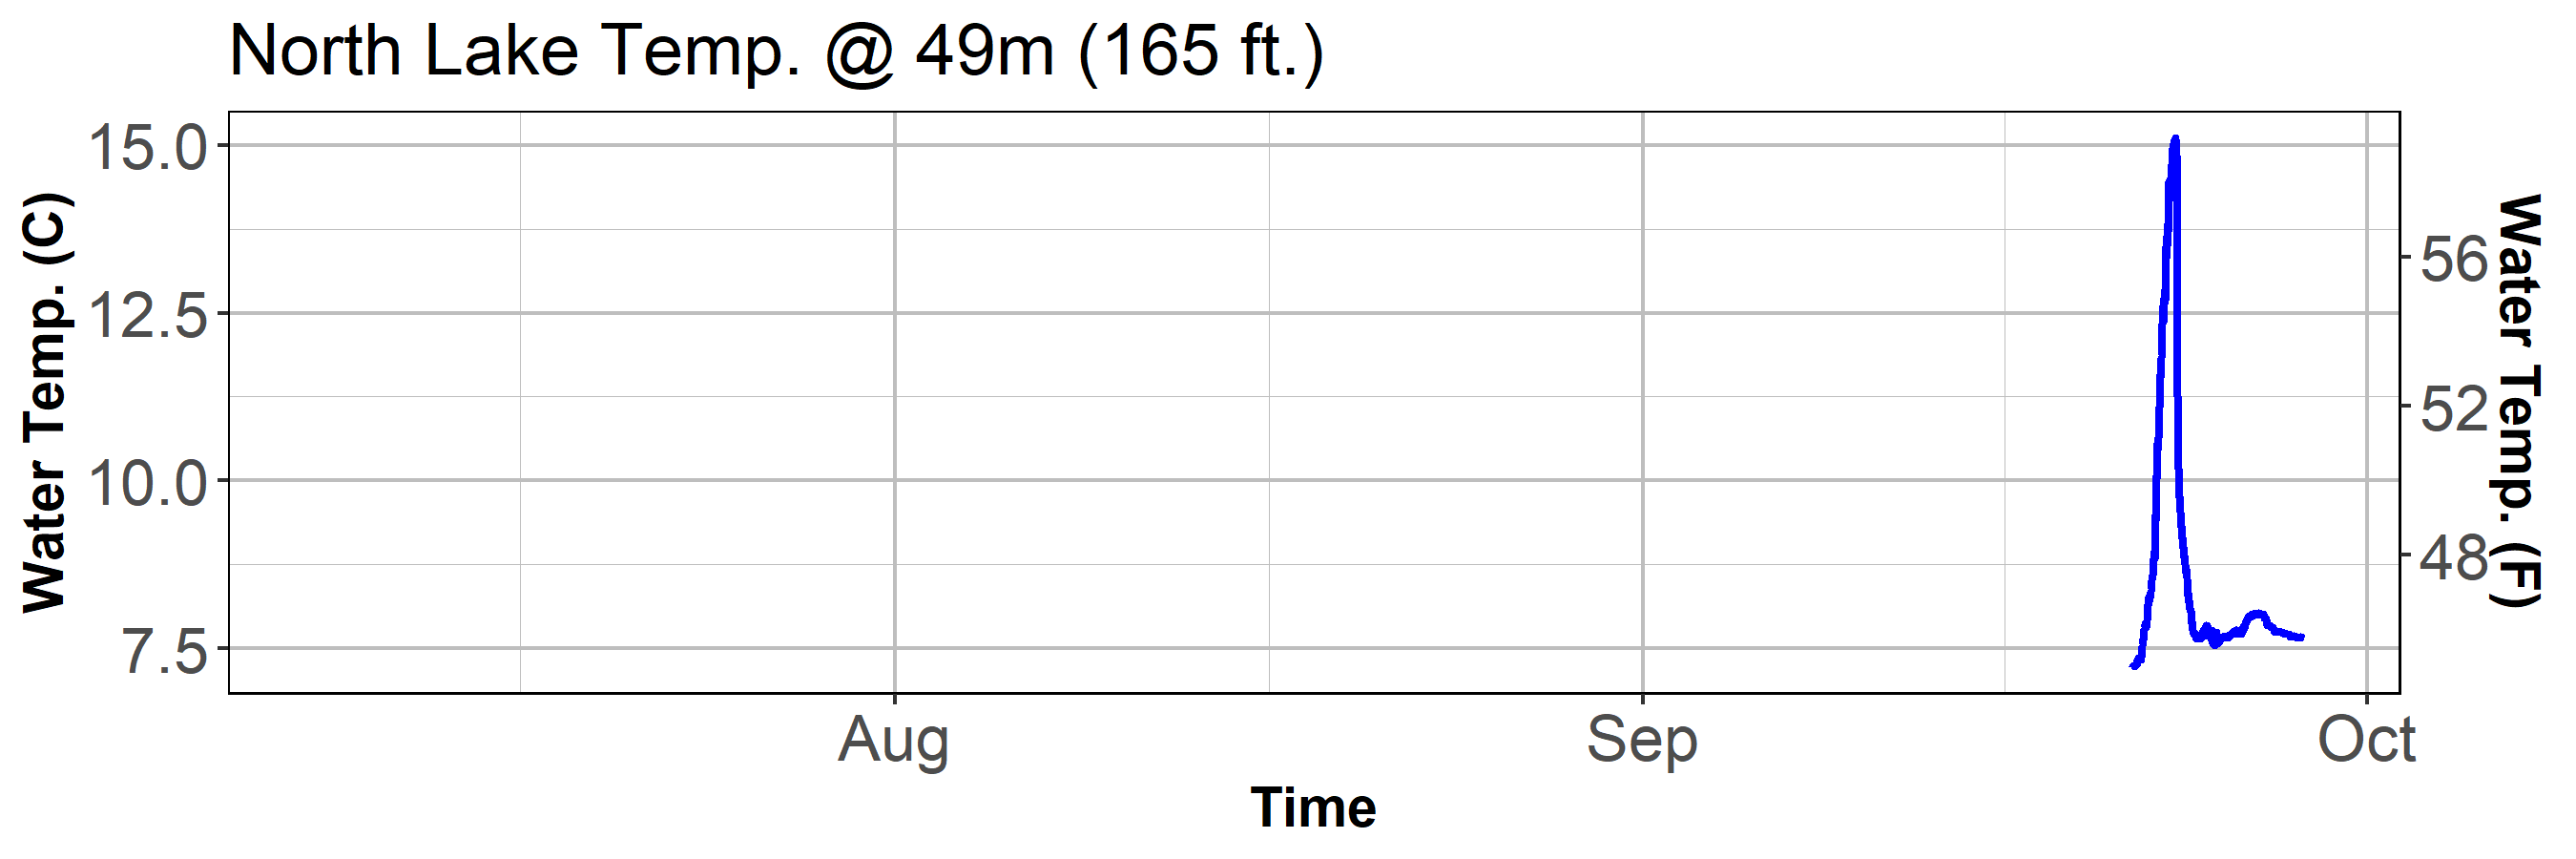 North Lake Temp. @ 49m (165 ft.)
Water Temp. (C)
15.0
12.5
10.0
7.5
56
52
48
Water Temp. (F)
Aug
Sep
Oct
Time